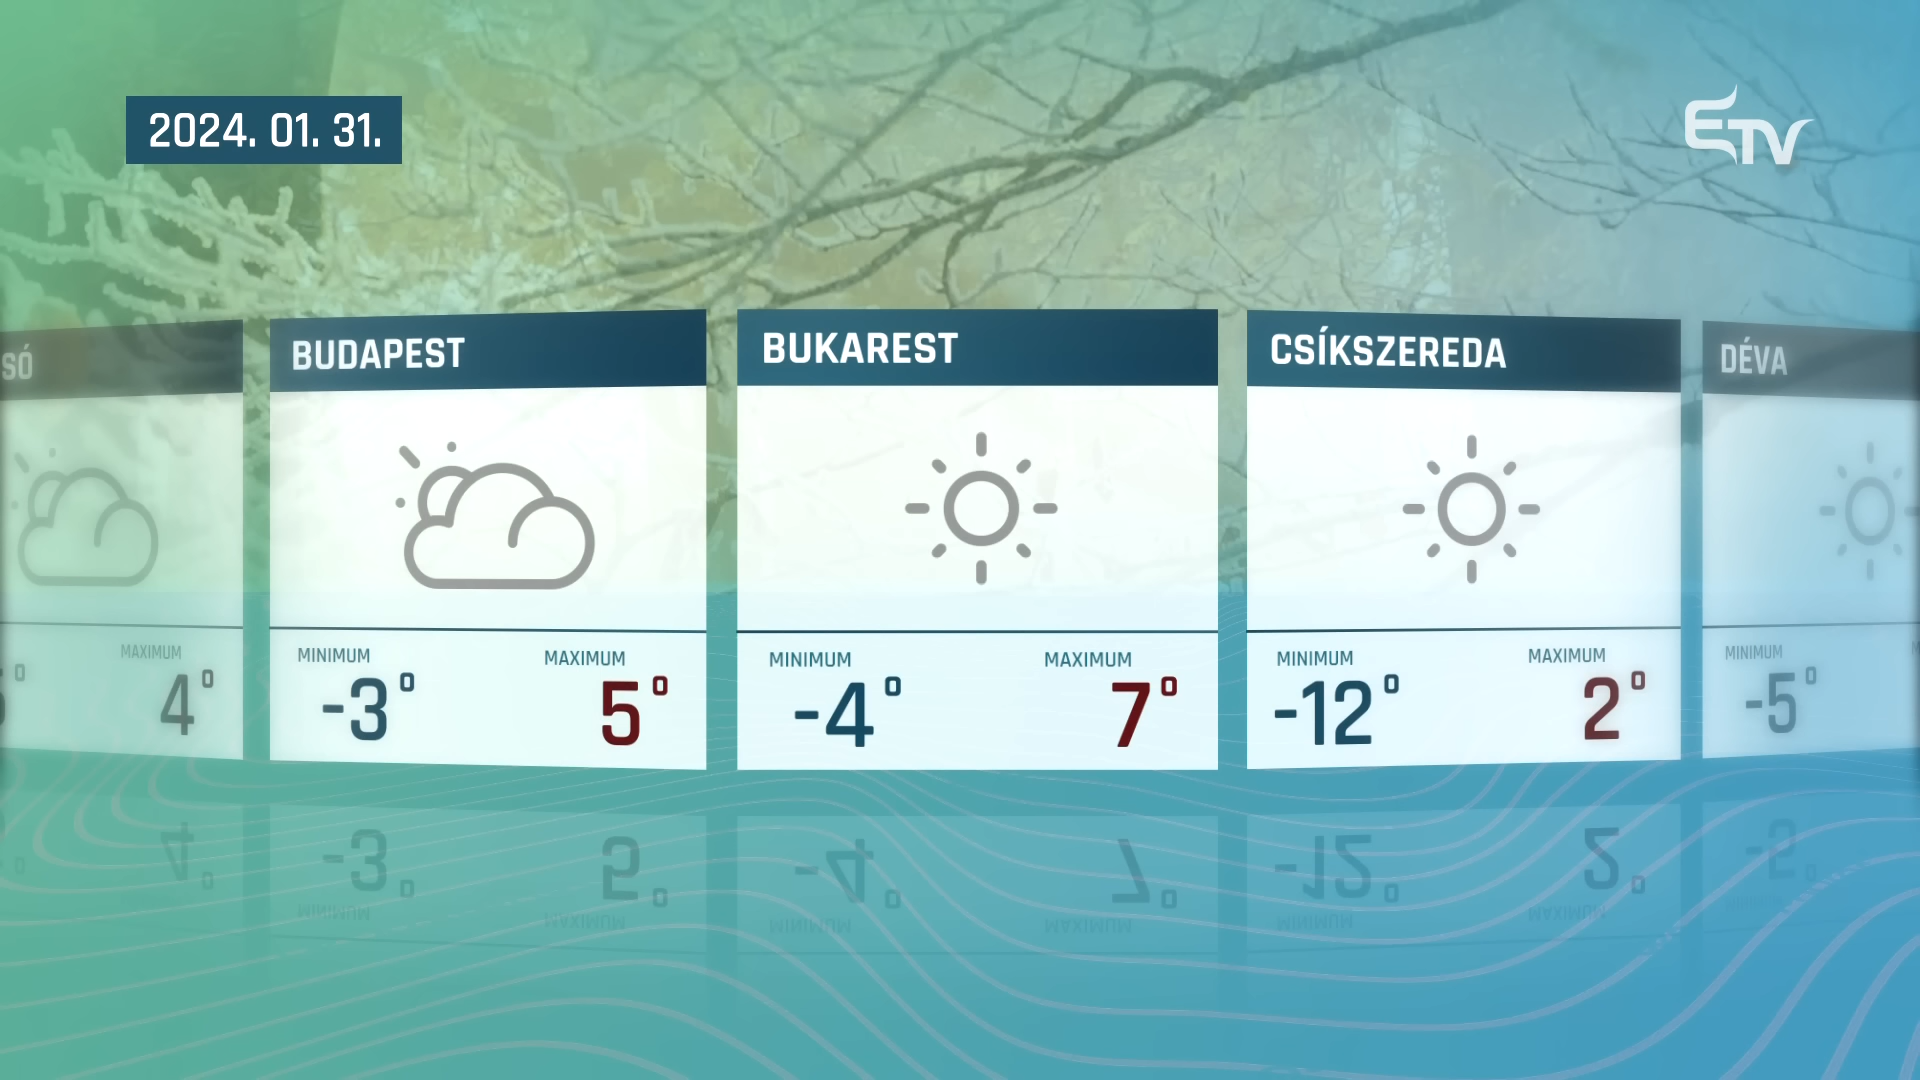 2024. 01. 31.
ETV
SÓ
MAXIMUM
4°
BUDAPEST
MINIMUM
MAXIMUM
-3°
5°
BUKAREST
MINIMUM
MAXIMUM
-4°
7°
CSÍKSZEREDA
MINIMUM
MAXIMUM
-12°
2°
DÉVA
MINIMUM
-5°